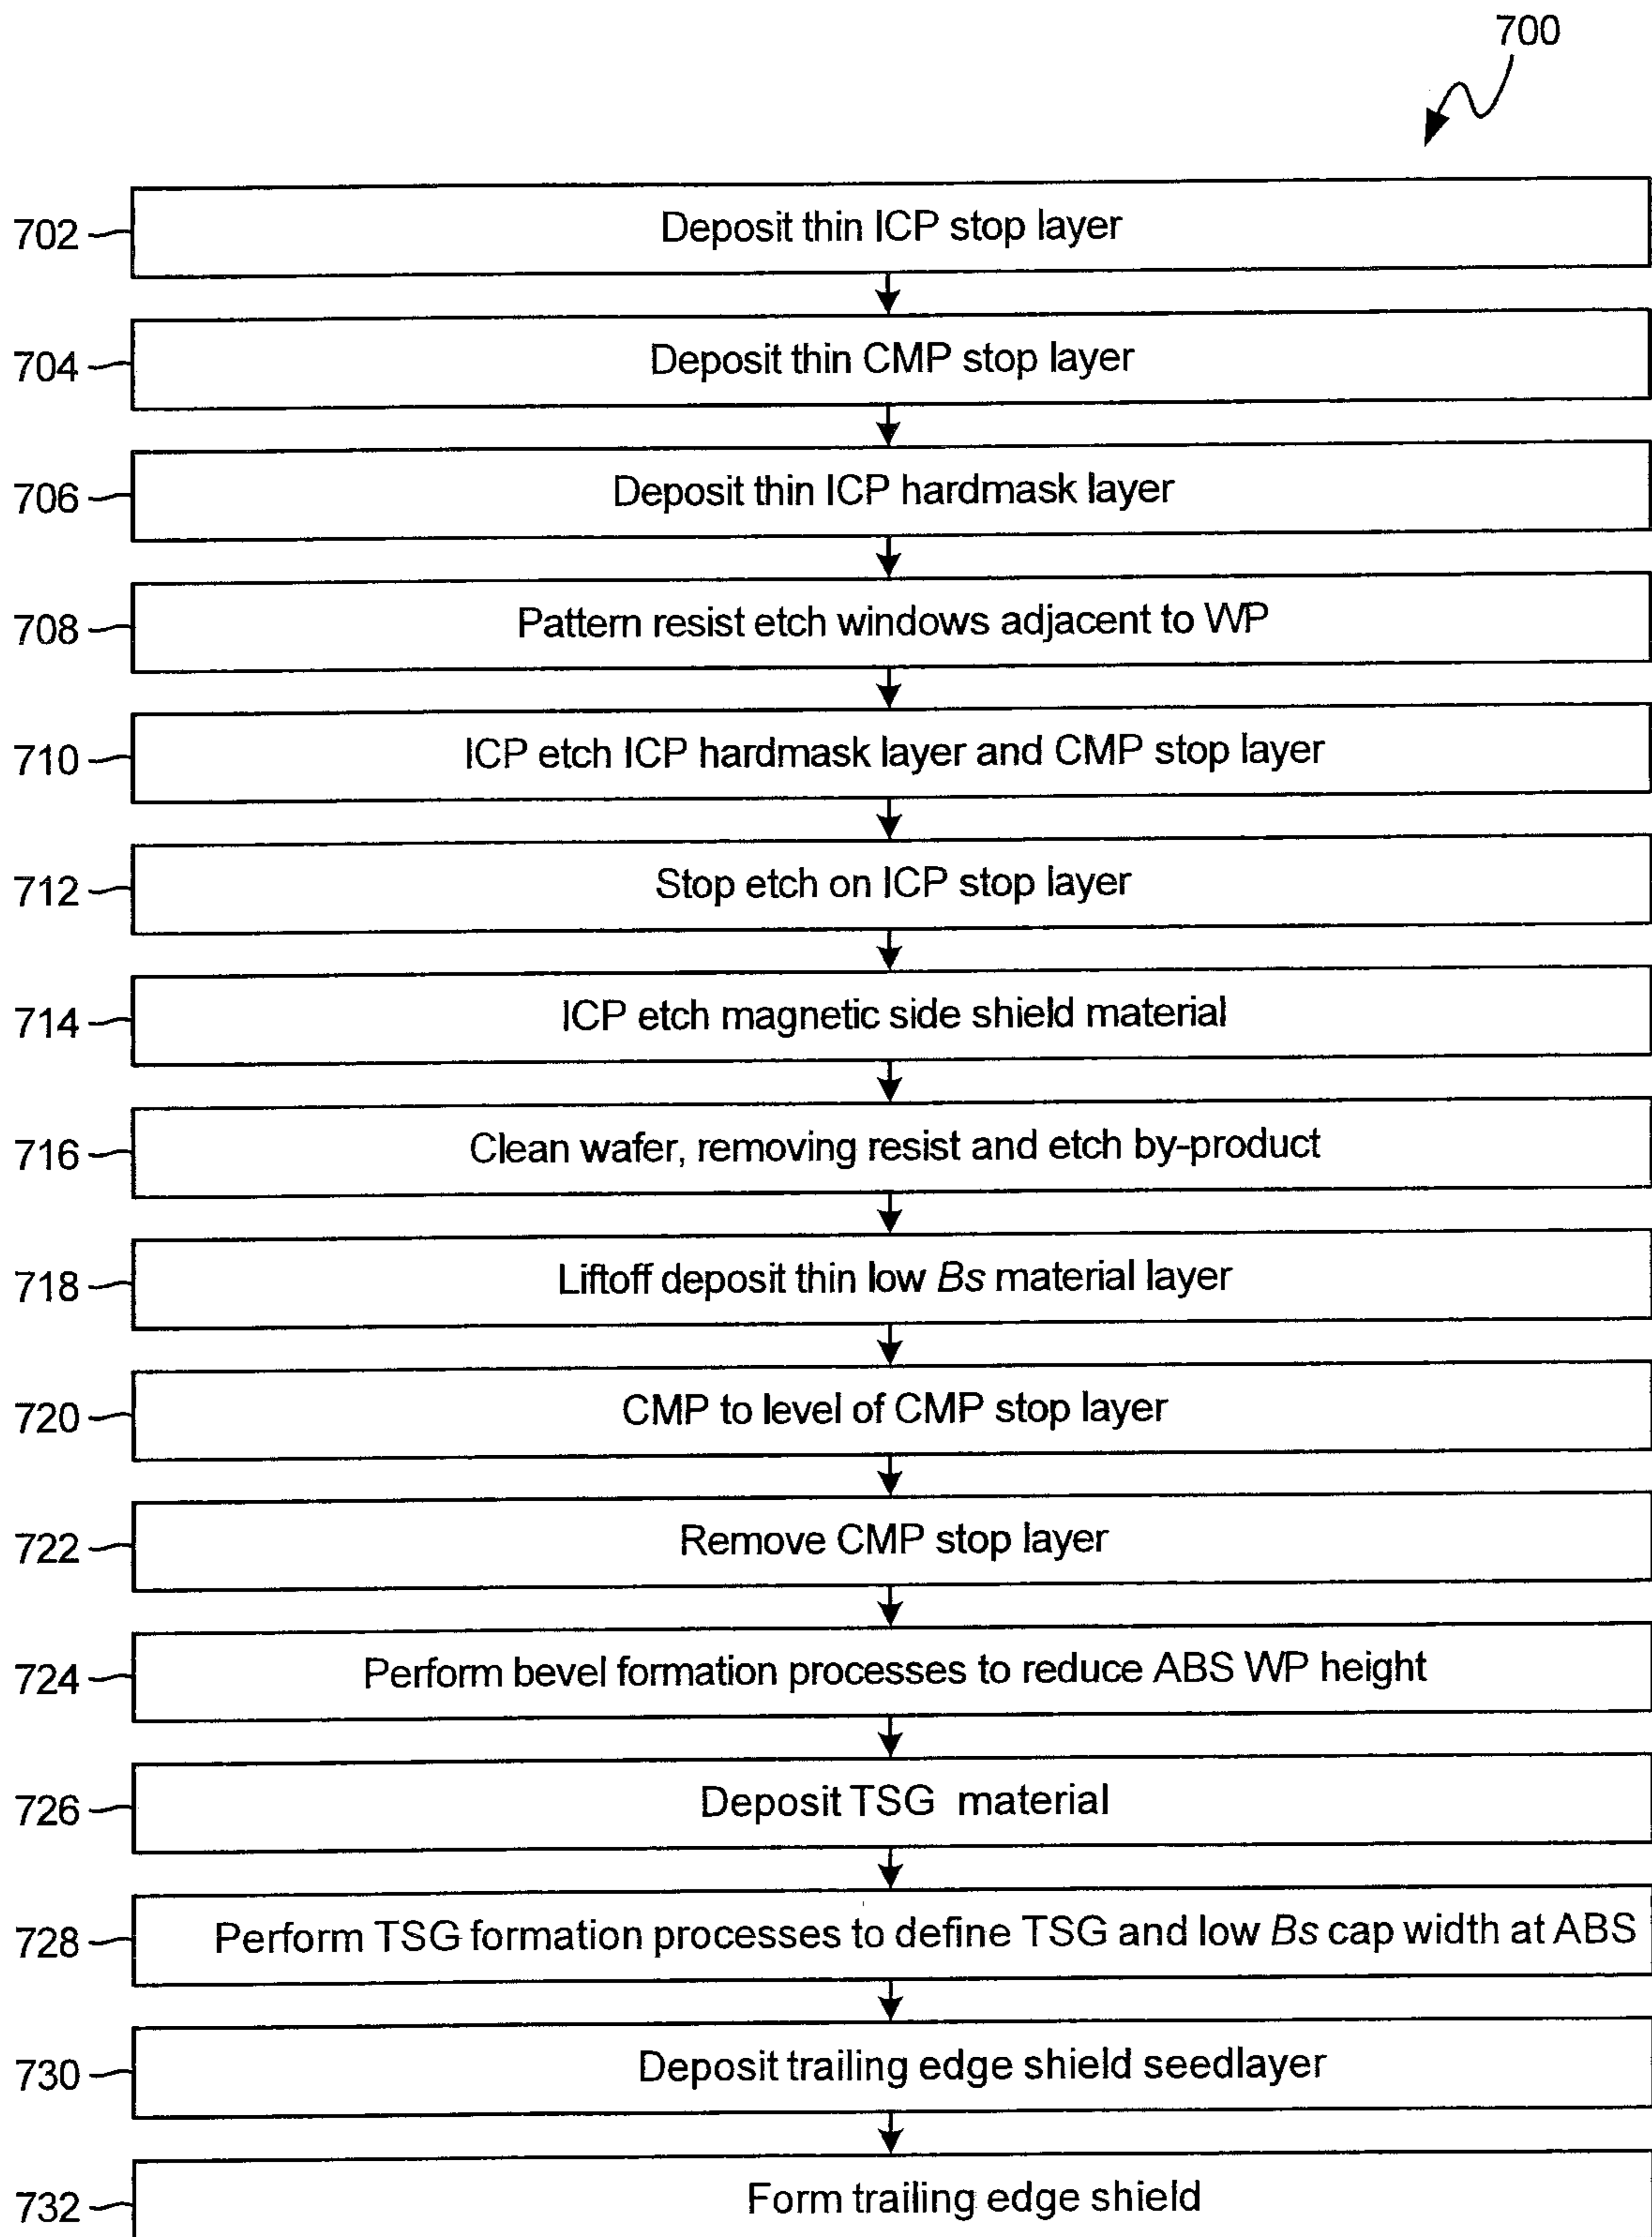 700
702 Deposit thin ICP stop layer
704 Deposit thin CMP stop layer
706 Deposit thin ICP hardmask layer
708 Pattern resist etch windows adjacent to WP
710 ICP etch ICP hardmask layer and CMP stop layer
712 Stop etch on ICP stop layer
714 ICP etch magnetic side shield material
716 Clean wafer, removing resist and etch by-product
718 Liftoff deposit thin low Bs material layer
720 CMP to level of CMP stop layer
722 Remove CMP stop layer
724 Perform bevel formation processes to reduce ABS WP height
726 Deposit TSG material
728 Perform TSG formation processes to define TSG and low Bs cap width at ABS
730 Deposit trailing edge shield seedlayer
732 Form trailing edge shield